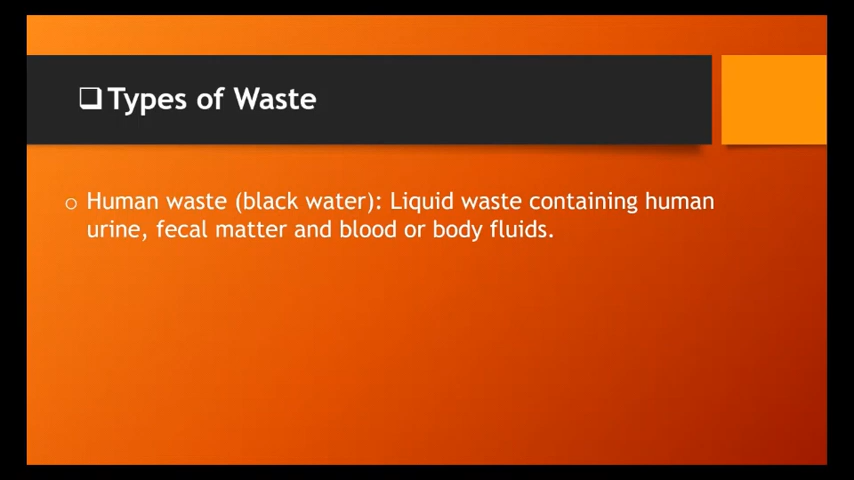 ❑Types of Waste
o Human waste (black water): Liquid waste containing human
urine, fecal matter and blood or body fluids.